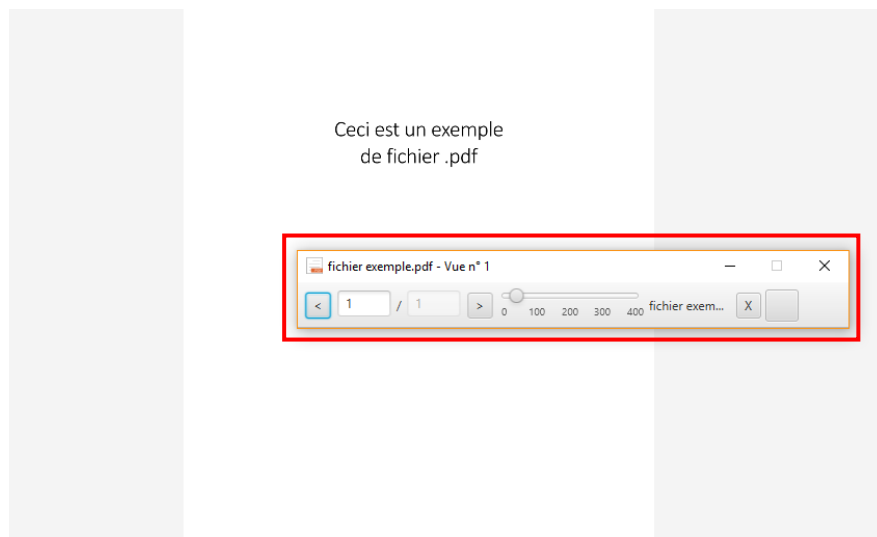 Ceci est un exemple
de fichier .pdf
fichier exemple.pdf - Vue n° 1
< 1 / 1 > 0 100 200 300 400 fichier exem... X